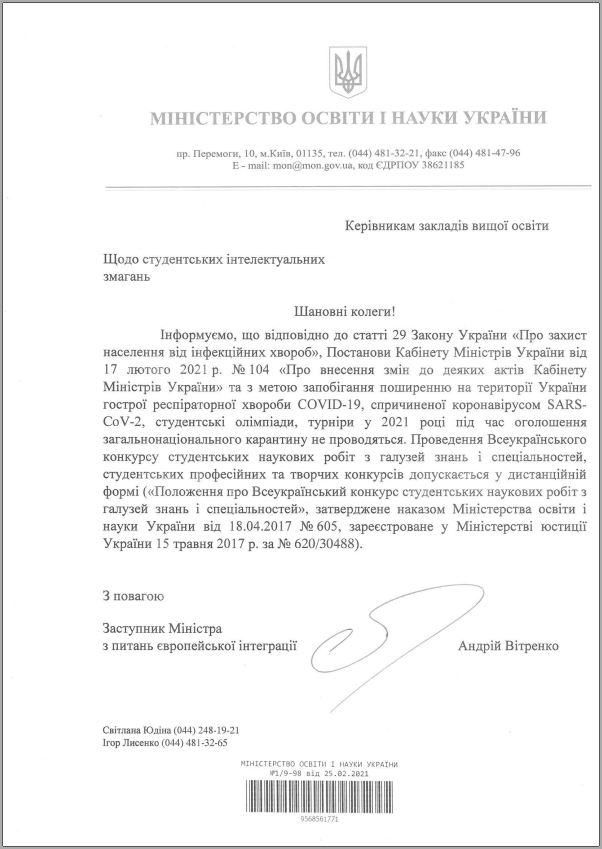 МІНІСТЕРСТВО ОСВІТИ І НАУКИ УКРАЇНИ
пр. Перемоги, 10, м.Київ, 01135, тел. (044) 481-32-21, факс (044) 481-47-96
E - mail: mon@mon.gov.ua, код ЄДРПОУ 38621185
Керівникам закладів вищої освіти
Щодо студентських інтелектуальних
змагань
Шановні колеги!
Інформуємо, що відповідно до статті 29 Закону України «Про захист
населення від інфекційних хвороб», Постанови Кабінету Міністрів України від
17 лютого 2021 р. № 104 «Про внесення змін до деяких актів Кабінету
Міністрів України» та з метою запобігання поширенню на території України
гострої респіраторної хвороби COVID-19, спричиненої коронавірусом SARS-
CoV-2, студентські олімпіади, турніри у 2021 році під час оголошення
загальнонаціонального карантину не проводяться. Проведення Всеукраїнського
конкурсу студентських наукових робіт з галузей знань і спеціальностей,
студентських професійних та творчих конкурсів допускається у дистанційній
формі («Положення про Всеукраїнський конкурс студентських наукових робіт з
галузей знань і спеціальностей», затверджене наказом Міністерства освіти і
науки України від 18.04.2017 № 605, зареєстроване у Міністерстві юстиції
України 15 травня 2017 р. за № 620/30488).
З повагою
Заступник Міністра
з питань європейської інтеграції Андрій Вітренко
Світлана Юдіна (044) 248-19-21
Ігор Лисенко (044) 481-32-65
МІНІСТЕРСТВО ОСВІТИ І НАУКИ УКРАЇНИ
№1/9-98 від 25.02.2021
9568561771